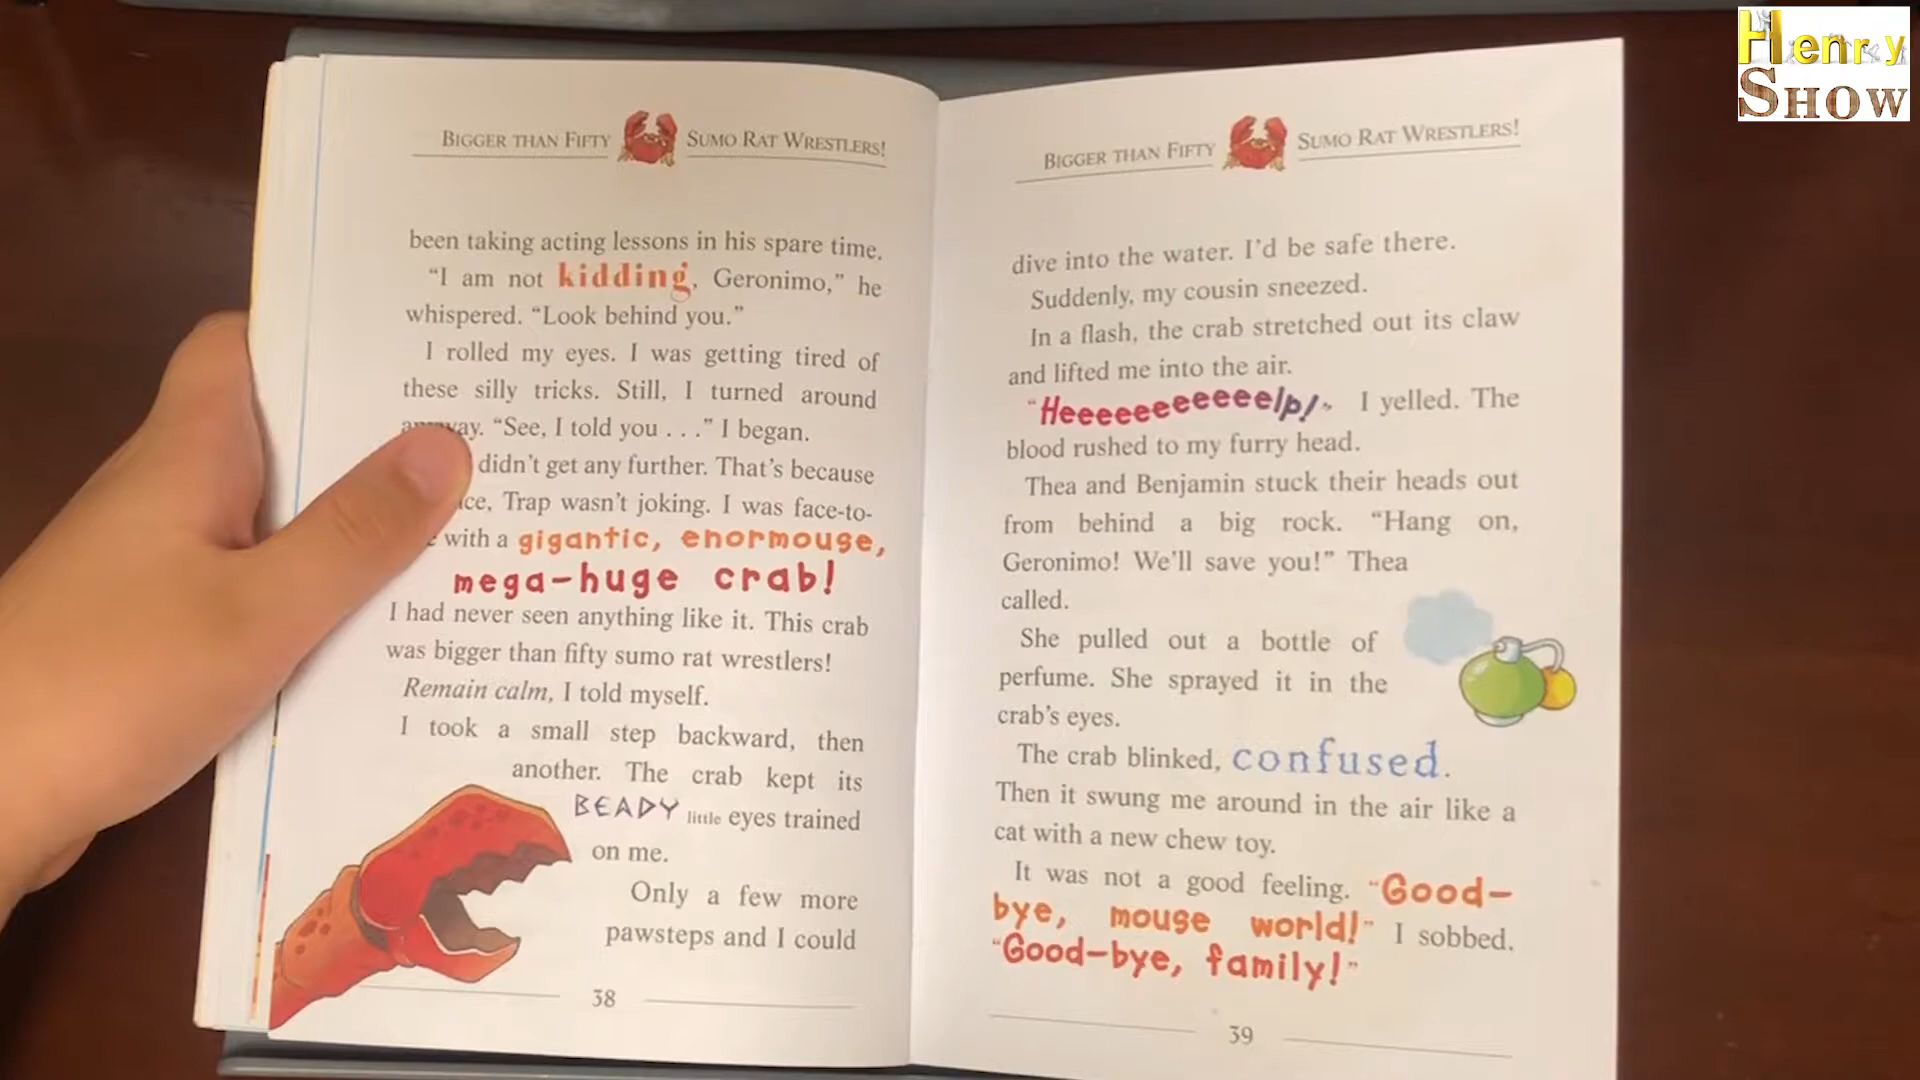 Henry
SHOW
BIGGER THAN FIFTY SUMO RAT WRESTLERS!
been taking acting lessons in his spare time.
“I am not kidding, Geronimo,” he
whispered. “Look behind you.”
I rolled my eyes. I was getting tired of
these silly tricks. Still, I turned around
anyway. “See, I told you . . .” I began.
didn’t get any further. That’s because
Trap wasn’t joking. I was face-to-
with a gigantic, enormouse,
mega-huge crab!
I had never seen anything like it. This crab
was bigger than fifty sumo rat wrestlers!
Remain calm, I told myself.
I took a small step backward, then
another. The crab kept its
BEADY little eyes trained
on me.
Only a few more
pawsteps and I could
38
BIGGER THAN FIFTY SUMO RAT WRESTLERS!
dive into the water. I’d be safe there.
Suddenly, my cousin sneezed.
In a flash, the crab stretched out its claw
and lifted me into the air.
“Heeeeeeeeeeelp!” I yelled. The
blood rushed to my furry head.
Thea and Benjamin stuck their heads out
from behind a big rock. “Hang on,
Geronimo! We’ll save you!” Thea
called.
She pulled out a bottle of
perfume. She sprayed it in the
crab’s eyes.
The crab blinked, confused.
Then it swung me around in the air like a
cat with a new chew toy.
It was not a good feeling. “Good-
bye, mouse world!” I sobbed.
“Good-bye, family!”
39